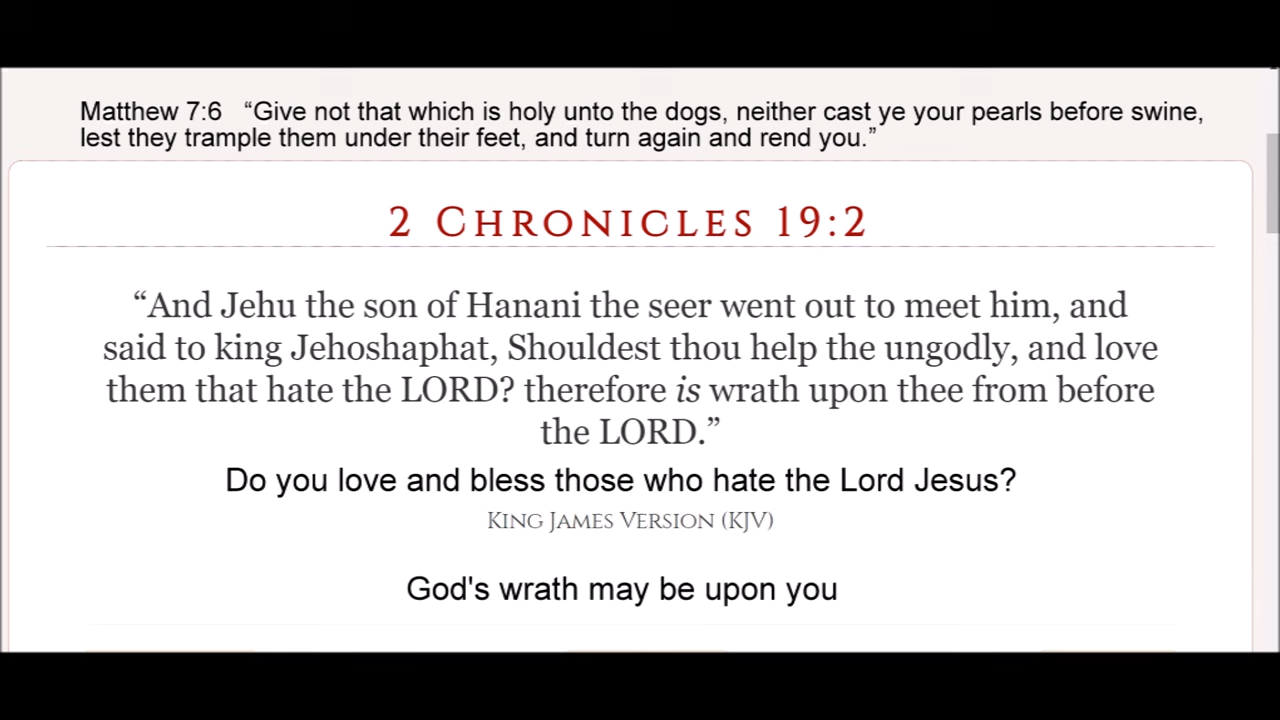 Matthew 7:6 “Give not that which is holy unto the dogs, neither cast ye your pearls before swine,
lest they trample them under their feet, and turn again and rend you.”
2 Chronicles 19:2
“And Jehu the son of Hanani the seer went out to meet him, and
said to king Jehoshaphat, Shouldest thou help the ungodly, and love
them that hate the LORD? therefore is wrath upon thee from before
the LORD.”
Do you love and bless those who hate the Lord Jesus?
King James Version (KJV)
God's wrath may be upon you